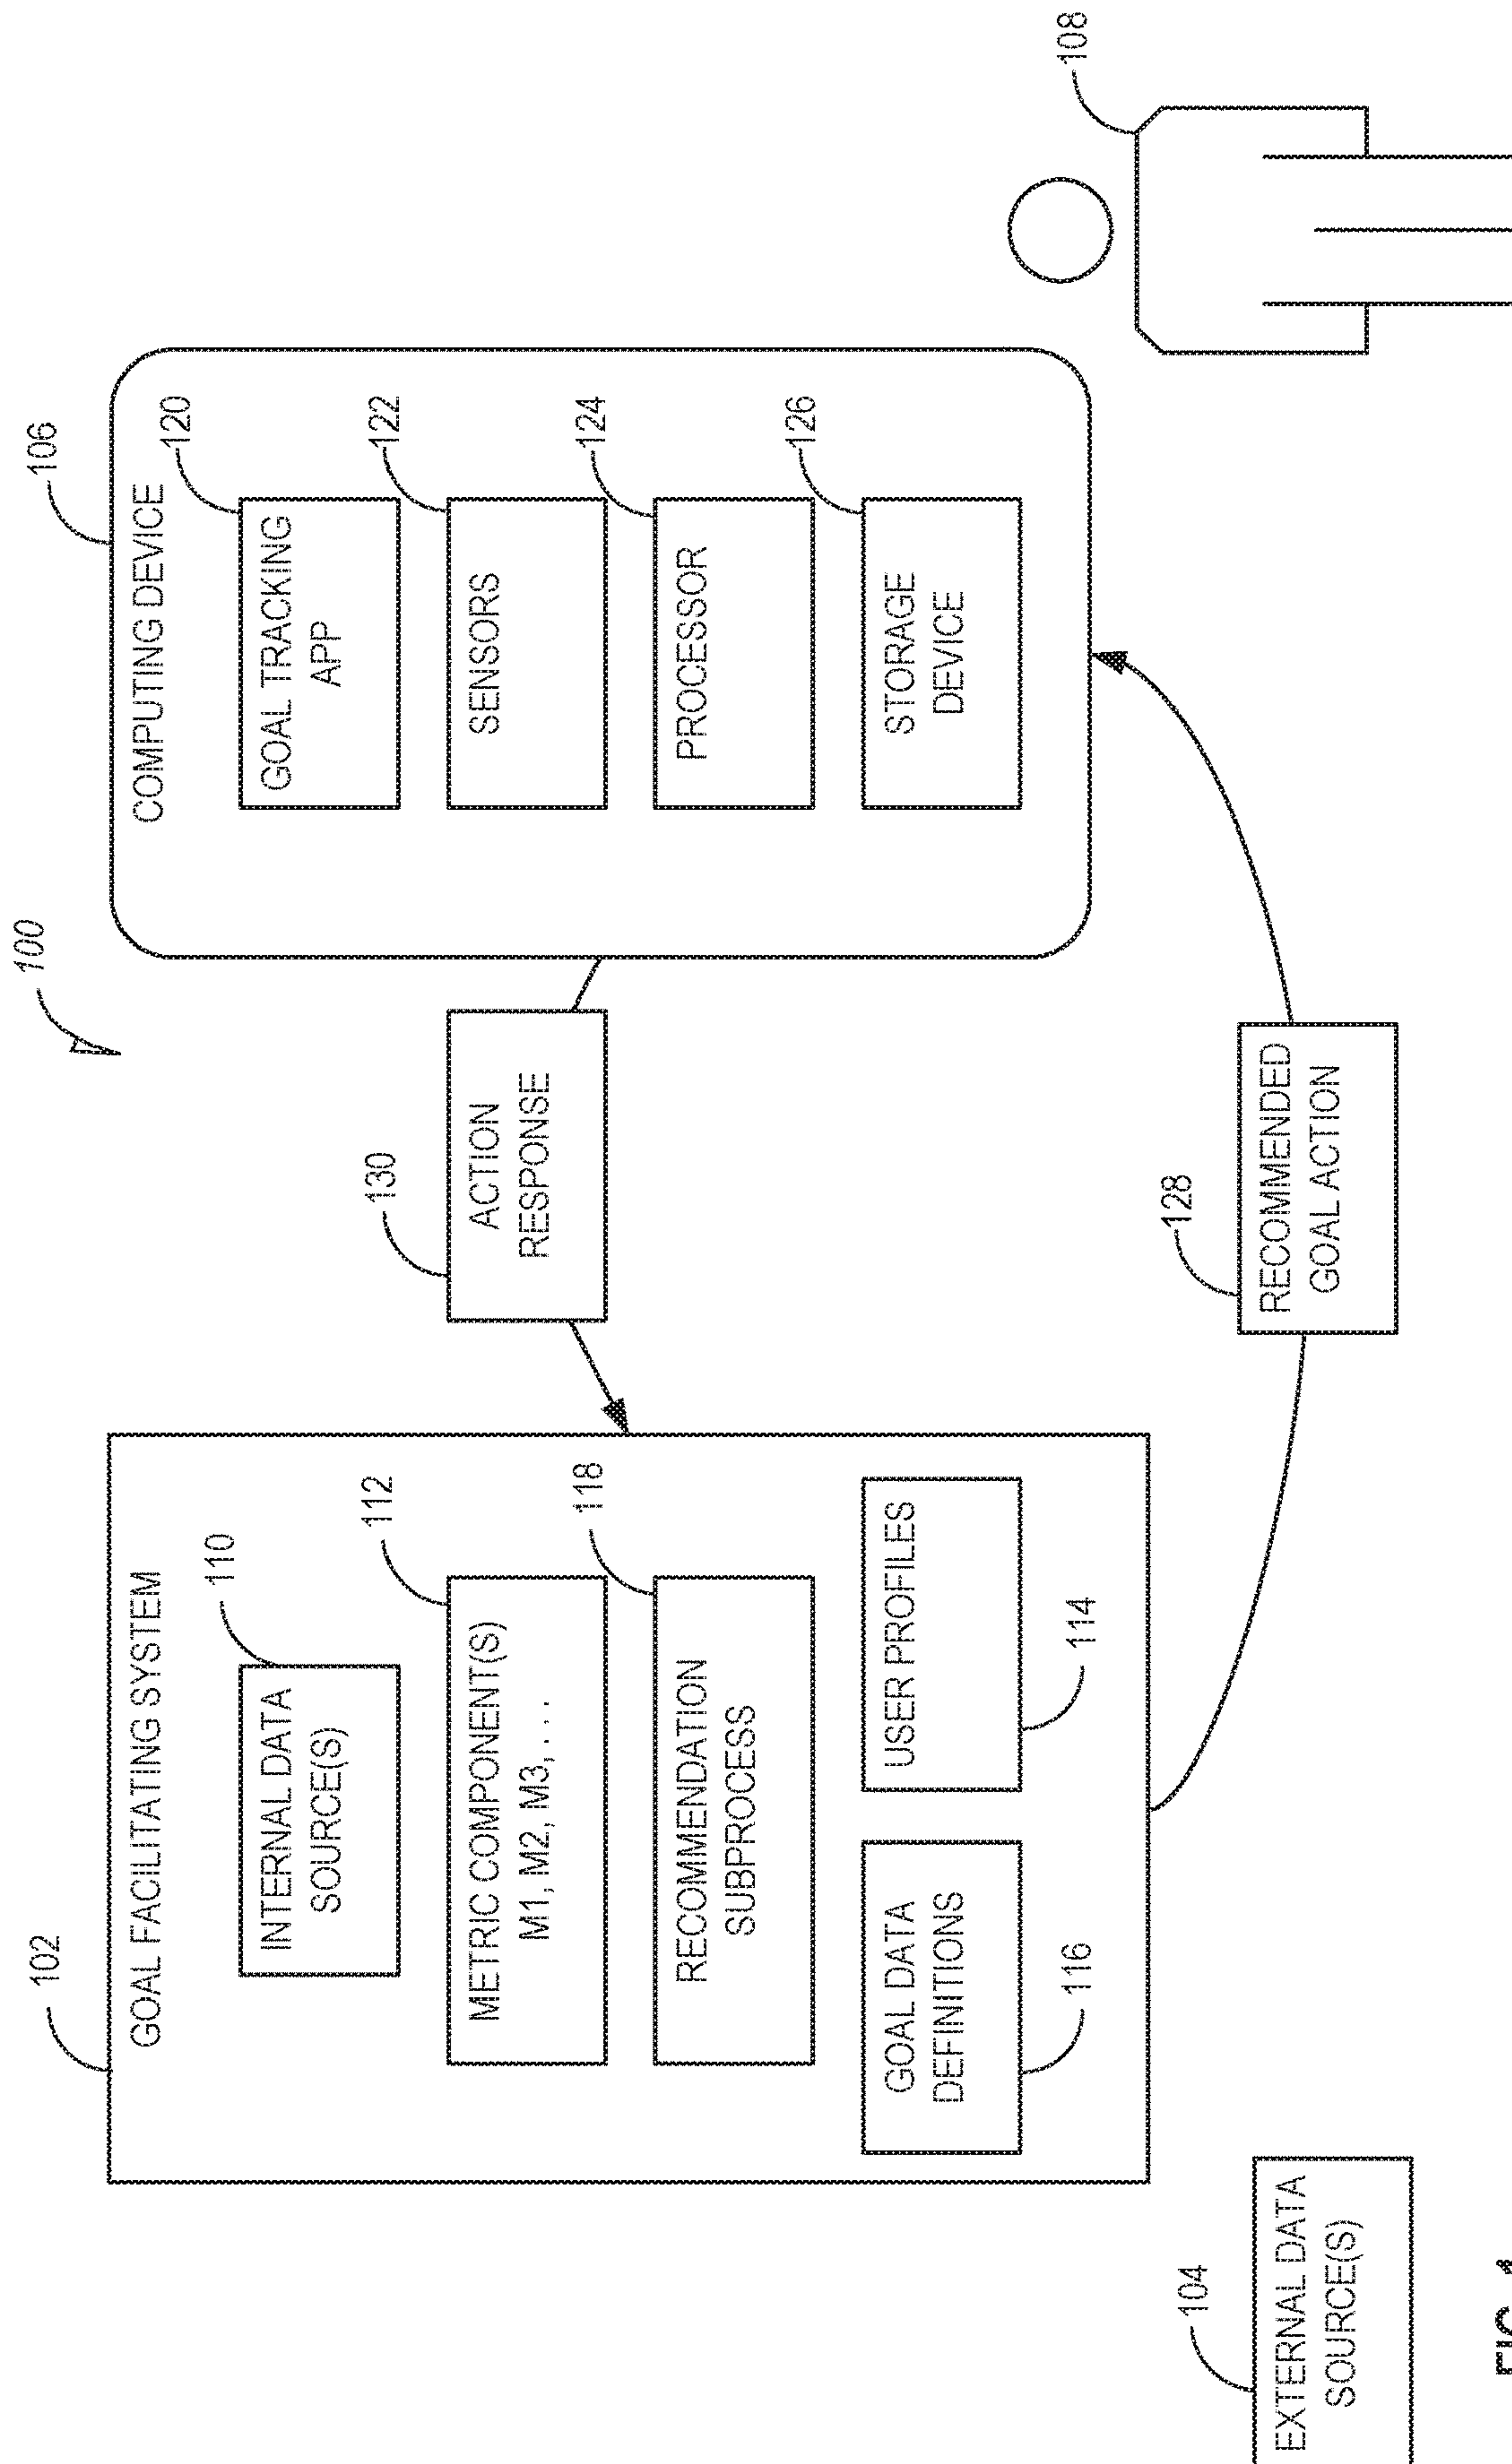 100
102
GOAL FACILITATING SYSTEM
110
INTERNAL DATA
SOURCE(S)
112
METRIC COMPONENT(S)
M1, M2, M3, . . .
118
RECOMMENDATION
SUBPROCESS
GOAL DATA
DEFINITIONS
116
USER PROFILES
114
130
ACTION
RESPONSE
106
COMPUTING DEVICE
120
GOAL TRACKING
APP
122
SENSORS
124
PROCESSOR
126
STORAGE
DEVICE
108
104
EXTERNAL DATA
SOURCE(S)
128
RECOMMENDED
GOAL ACTION
FIG. 1